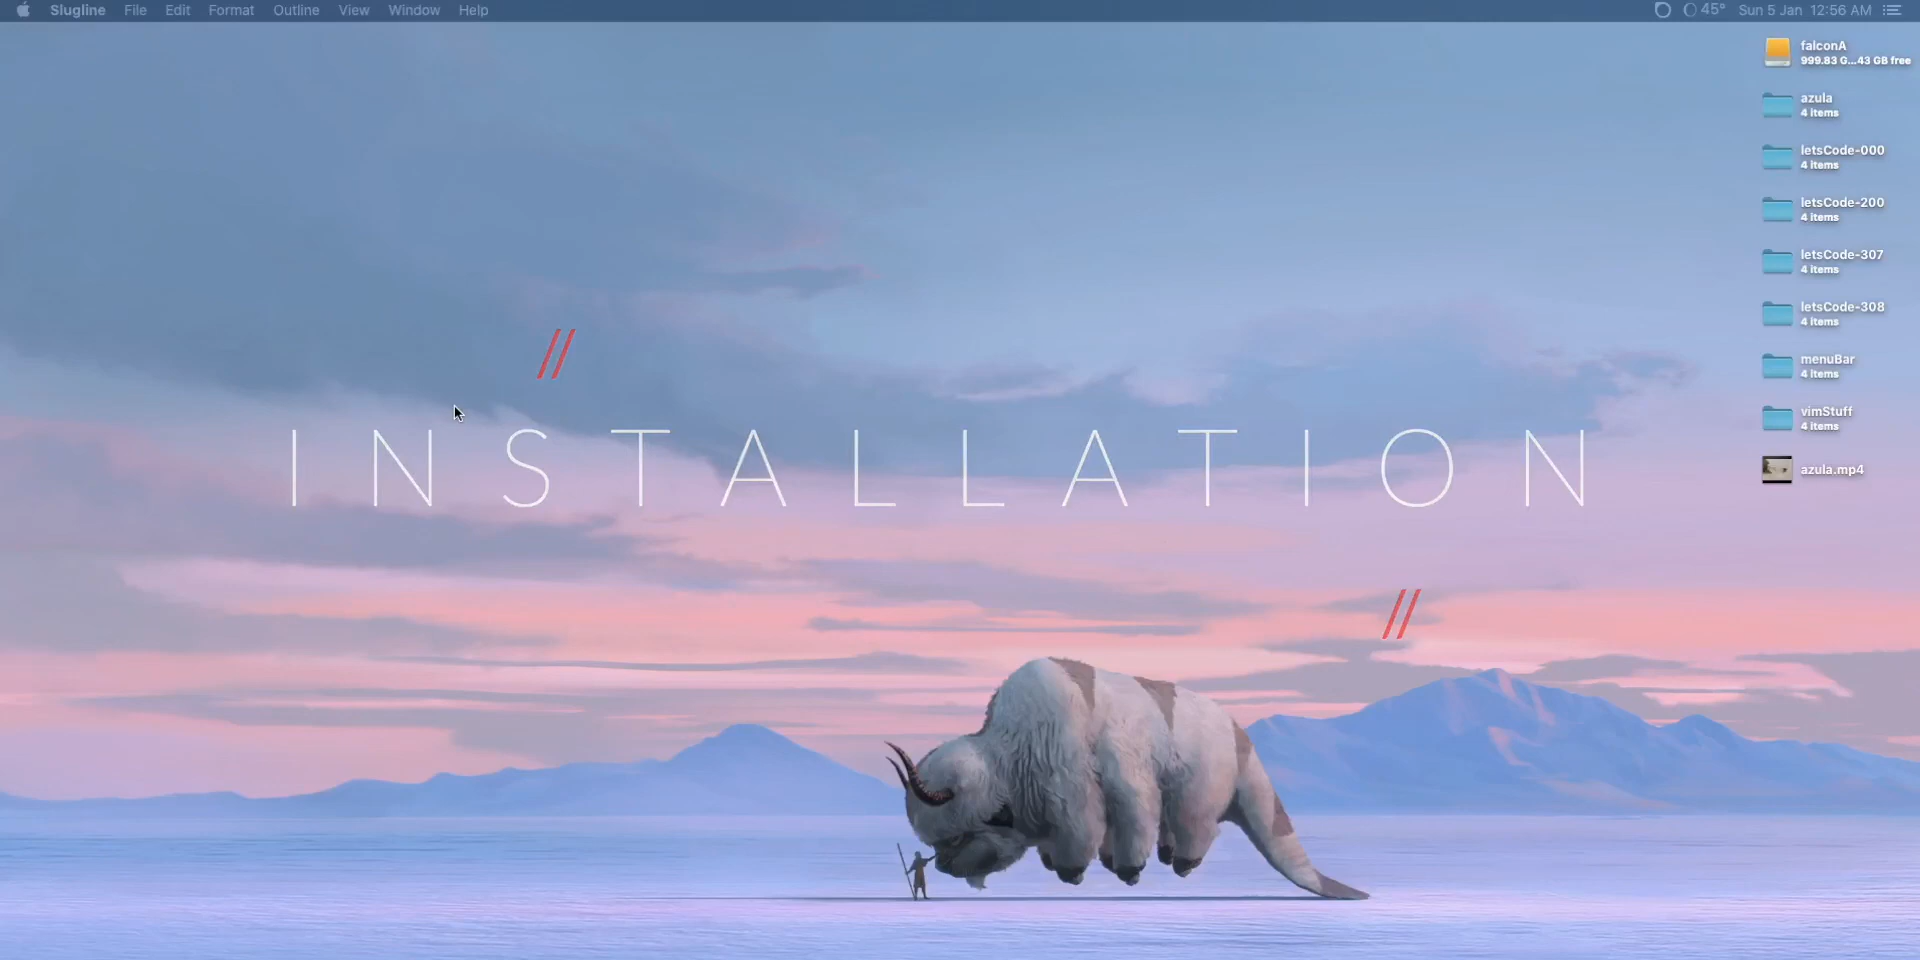 Slugline File Edit Format Outline View Window Help 45° Sun 5 Jan 12:56 AM
falconA
999.83 G...43 GB free
azula
4 items
letsCode-000
4 items
letsCode-200
4 items
letsCode-307
4 items
letsCode-308
4 items
menuBar
4 items
vimStuff
4 items
azula.mp4
//
INSTALLATION
//